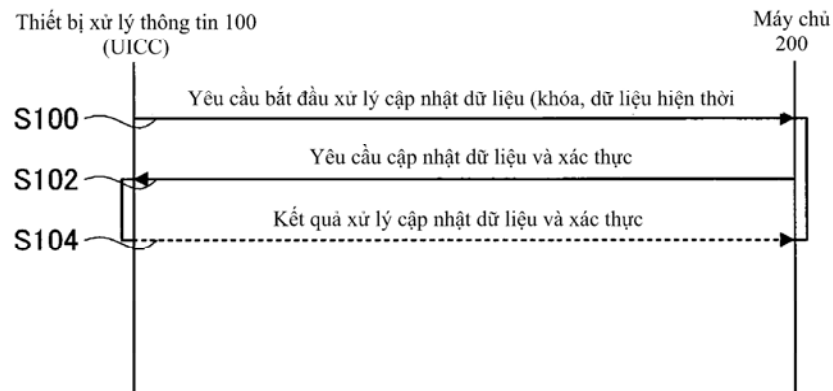 Thiết bị xử lý thông tin 100
(UICC)
Máy chủ
200
S100
Yêu cầu bắt đầu xử lý cập nhật dữ liệu (khóa, dữ liệu hiện thời
S102
Yêu cầu cập nhật dữ liệu và xác thực
S104
Kết quả xử lý cập nhật dữ liệu và xác thực